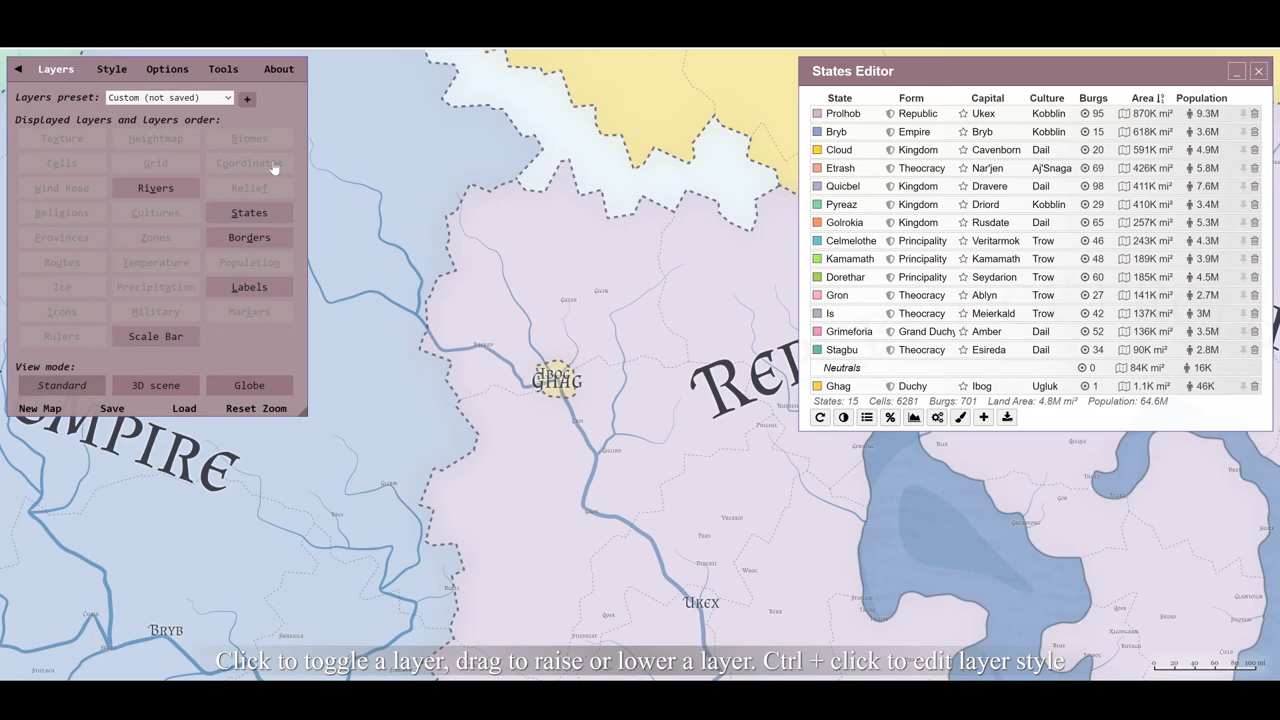 Layers Style Options Tools About
Layers preset: Custom (not saved)
Displayed layers and layers order:
Texture Heightmap Biomes
Cells Grid Coordinates
Wind Rose Rivers Relief
Religions Cultures States
Provinces Zones Borders
Routes Temperature Population
Ice Precipitation Labels
Icons Military Markers
Rulers Scale Bar
View mode:
Standard 3D scene Globe
New Map Save Load Reset Zoom
States Editor
State Form Capital Culture Burgs Area Population
Prolhob Republic Ukex Kobblin 95 870K mi² 9.3M
Bryb Empire Bryb Kobblin 15 618K mi² 3.6M
Cloud Kingdom Cavenborn Dail 20 591K mi² 4.9M
Etrash Theocracy Nar'jen Aj'Snaga 69 426K mi² 5.8M
Quicbel Kingdom Dravere Dail 98 411K mi² 7.6M
Pyreaz Kingdom Driord Kobblin 29 410K mi² 3.4M
Golrokia Kingdom Rusdate Dail 65 257K mi² 5.3M
Celmelothe Principality Veritarmok Trow 46 243K mi² 4.3M
Kamamath Principality Kamamath Trow 48 189K mi² 3.9M
Dorethar Principality Seydarion Dail 60 185K mi² 4.5M
Gron Theocracy Ablyn Trow 27 141K mi² 2.7M
Is Theocracy Meierkald Trow 42 137K mi² 3M
Grimeforia Grand Duchy Amber Dail 52 136K mi² 3.5M
Stagbu Theocracy Esireda Dail 34 90K mi² 2.8M
Neutrals 0 84K mi² 16K
Ghag Duchy Ibog Ugluk 1 1.1K mi² 46K
States: 15 Cells: 6281 Burgs: 701 Land Area: 4.8M mi² Population: 64.6M
IBOG
GHAG
EMPIRE
UKEX
BRYB
Click to toggle a layer, drag to raise or lower a layer. Ctrl + click to edit layer style
0 20 40 60 80 100 mi